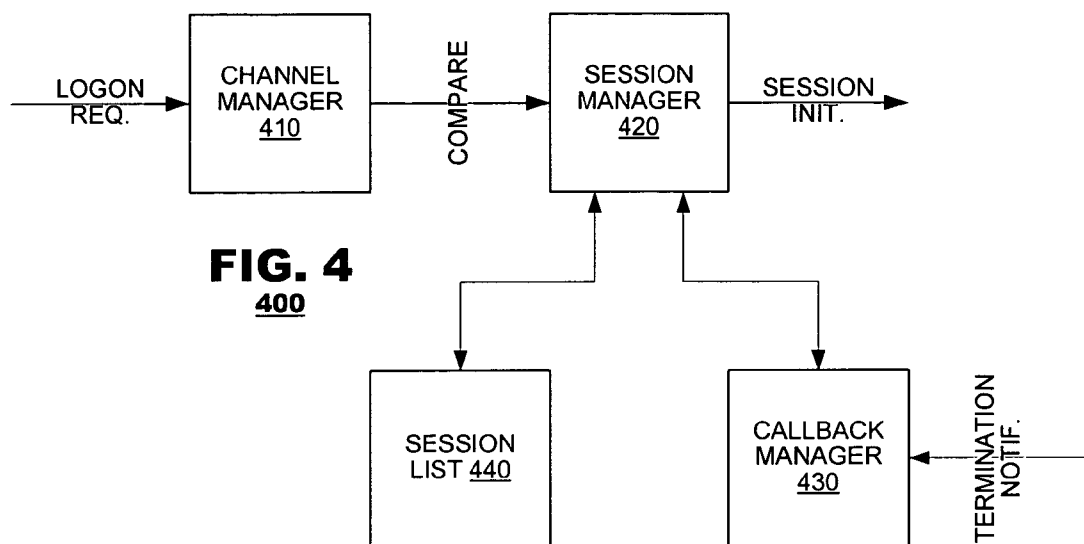 LOGON
REQ.
CHANNEL
MANAGER
410
COMPARE
SESSION
MANAGER
420
SESSION
INIT.
FIG. 4
400
SESSION
LIST 440
CALLBACK
MANAGER
430
TERMINATION
NOTIF.